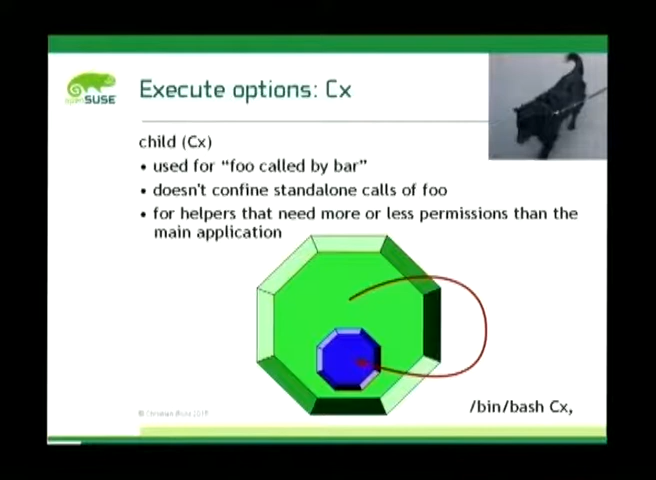 openSUSE
Execute options: Cx
child (Cx)
• used for “foo called by bar”
• doesn't confine standalone calls of foo
• for helpers that need more or less permissions than the
main application
/bin/bash Cx,